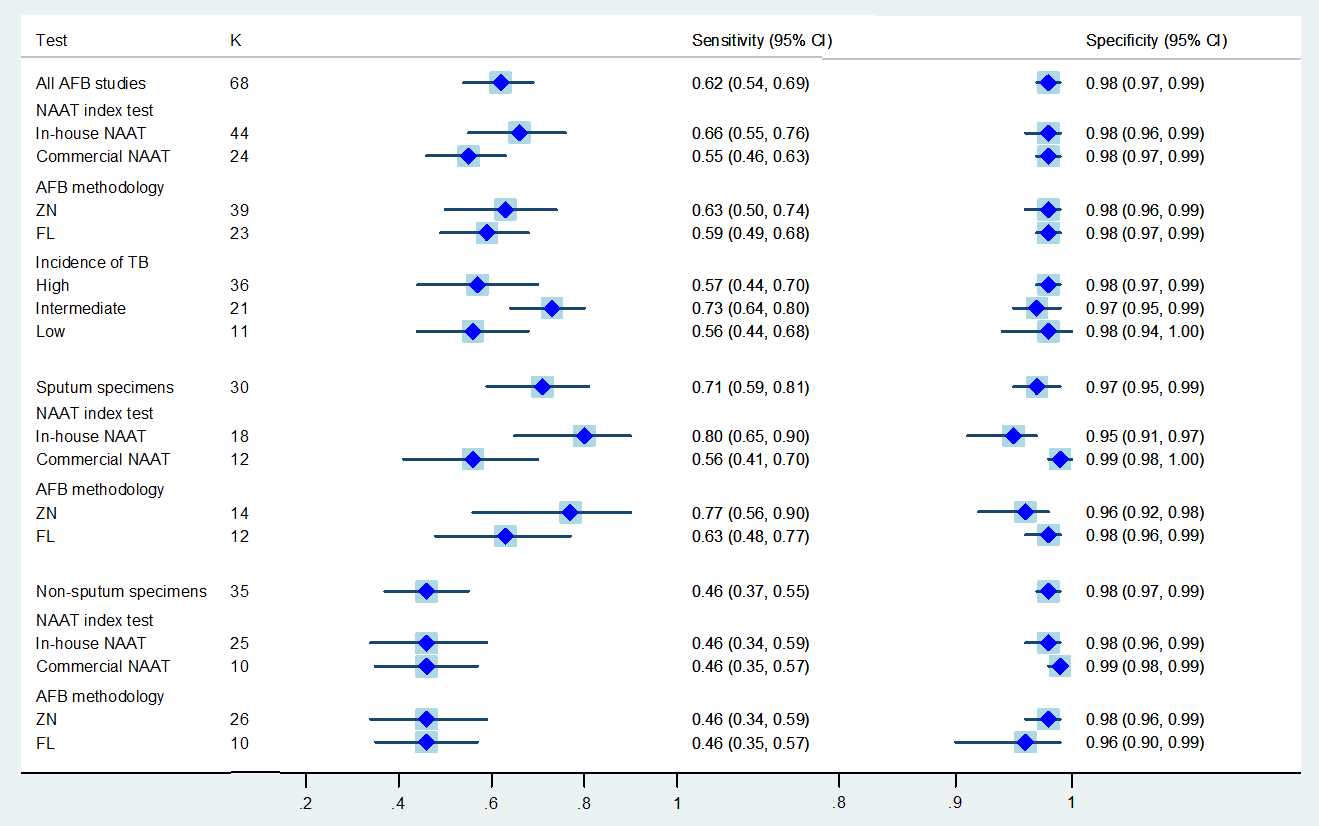 Test K Sensitivity (95% CI) Specificity (95% CI)
All AFB studies 68 0.62 (0.54, 0.69) 0.98 (0.97, 0.99)
NAAT index test
In-house NAAT 44 0.66 (0.55, 0.76) 0.98 (0.96, 0.99)
Commercial NAAT 24 0.55 (0.46, 0.63) 0.98 (0.97, 0.99)
AFB methodology
ZN 39 0.63 (0.50, 0.74) 0.98 (0.96, 0.99)
FL 23 0.59 (0.49, 0.68) 0.98 (0.97, 0.99)
Incidence of TB
High 36 0.57 (0.44, 0.70) 0.98 (0.97, 0.99)
Intermediate 21 0.73 (0.64, 0.80) 0.97 (0.95, 0.99)
Low 11 0.56 (0.44, 0.68) 0.98 (0.94, 1.00)
Sputum specimens 30 0.71 (0.59, 0.81) 0.97 (0.95, 0.99)
NAAT index test
In-house NAAT 18 0.80 (0.65, 0.90) 0.95 (0.91, 0.97)
Commercial NAAT 12 0.56 (0.41, 0.70) 0.99 (0.98, 1.00)
AFB methodology
ZN 14 0.77 (0.56, 0.90) 0.96 (0.92, 0.98)
FL 12 0.63 (0.48, 0.77) 0.98 (0.96, 0.99)
Non-sputum specimens 35 0.46 (0.37, 0.55) 0.98 (0.97, 0.99)
NAAT index test
In-house NAAT 25 0.46 (0.34, 0.59) 0.98 (0.96, 0.99)
Commercial NAAT 10 0.46 (0.35, 0.57) 0.99 (0.98, 0.99)
AFB methodology
ZN 26 0.46 (0.34, 0.59) 0.98 (0.96, 0.99)
FL 10 0.46 (0.35, 0.57) 0.96 (0.90, 0.99)
.2 .4 .6 .8 1 .8 .9 1